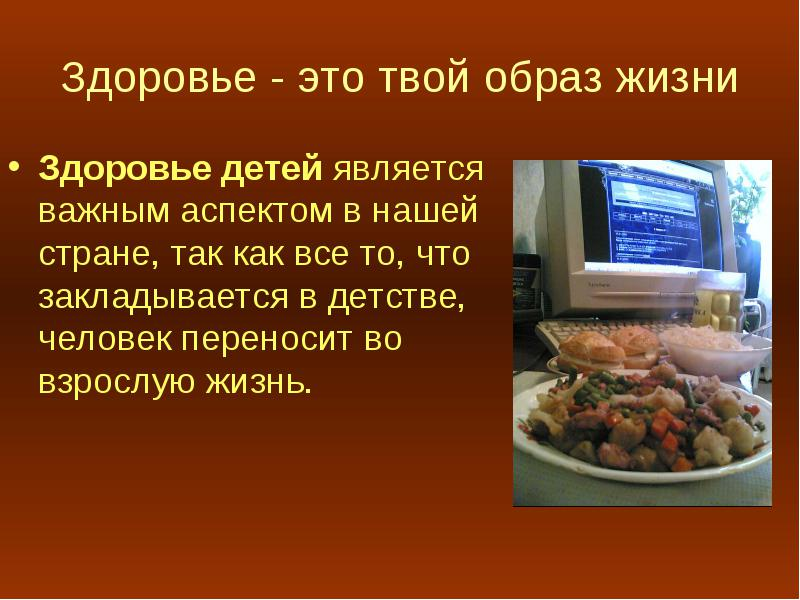 Здоровье - это твой образ жизни
• Здоровье детей является
важным аспектом в нашей
стране, так как все то, что
закладывается в детстве,
человек переносит во
взрослую жизнь.